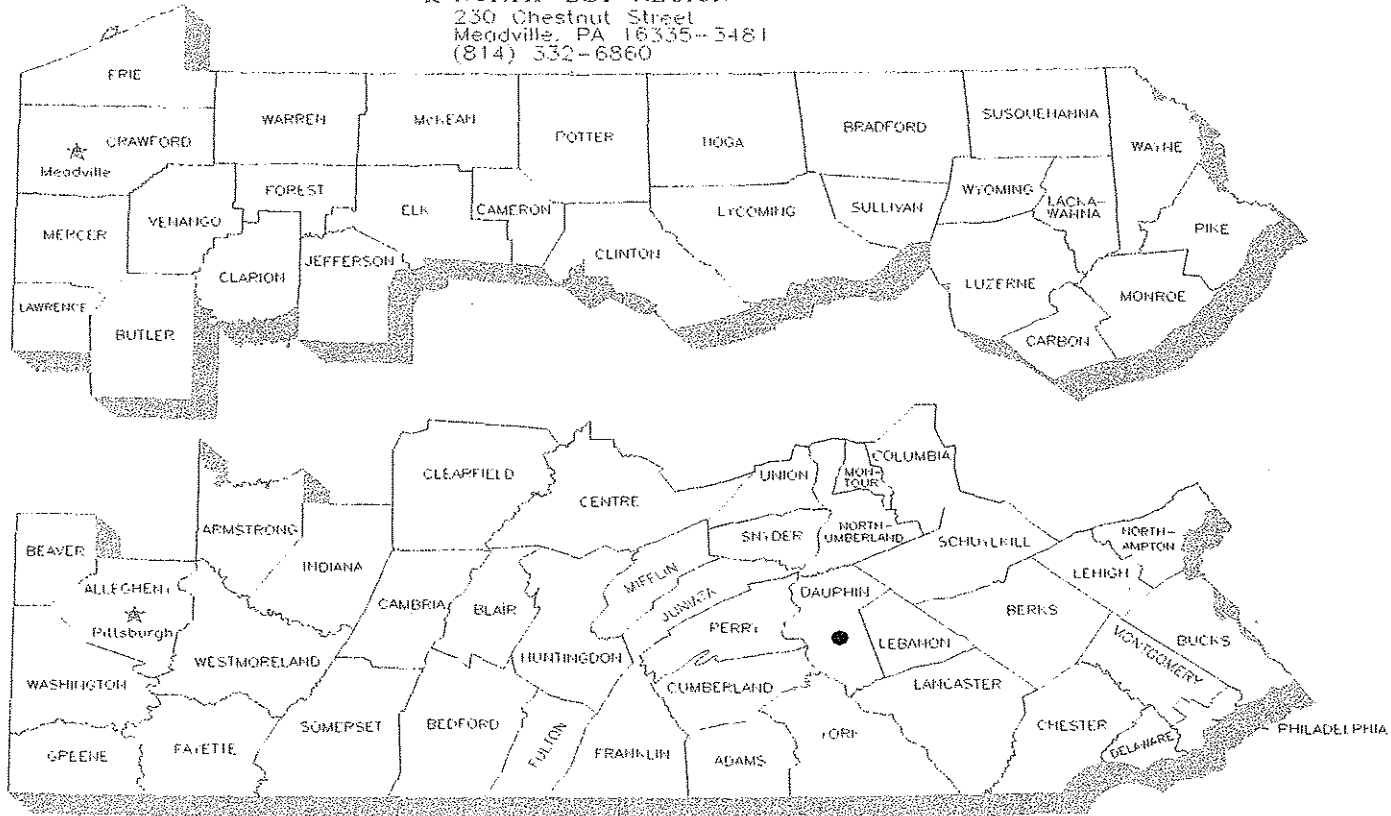 230 Chestnut Street
Meadville, PA 16335-3481
(814) 332-6860
ERIE
CRAWFORD
Meadville
WARREN
McKEAN
POTTER
TIOGA
BRADFORD
SUSQUEHANNA
WAYNE
FOREST
WYOMING
LACKA-
WANNA
VENANGO
ELK
CAMERON
LYCOMING
SULLIVAN
PIKE
MERCER
CLARION
JEFFERSON
CLINTON
LUZERNE
MONROE
LAWRENCE
BUTLER
CARBON
CLEARFIELD
CENTRE
UNION
MON-
TOUR
COLUMBIA
ARMSTRONG
SNYDER
NORTH-
UMBERLAND
SCHUYLKILL
NORTH-
AMPTON
BEAVER
INDIANA
MIFFLIN
LEHIGH
ALLEGHENY
Pittsburgh
CAMBRIA
BLAIR
JUNIATA
DAUPHIN
BERKS
PERRY
LEBANON
MONTGOMERY
BUCKS
WESTMORELAND
HUNTINGDON
WASHINGTON
CUMBERLAND
LANCASTER
SOMERSET
BEDFORD
FULTON
YORK
CHESTER
DELAWARE
PHILADELPHIA
GREENE
FAYETTE
FRANKLIN
ADAMS